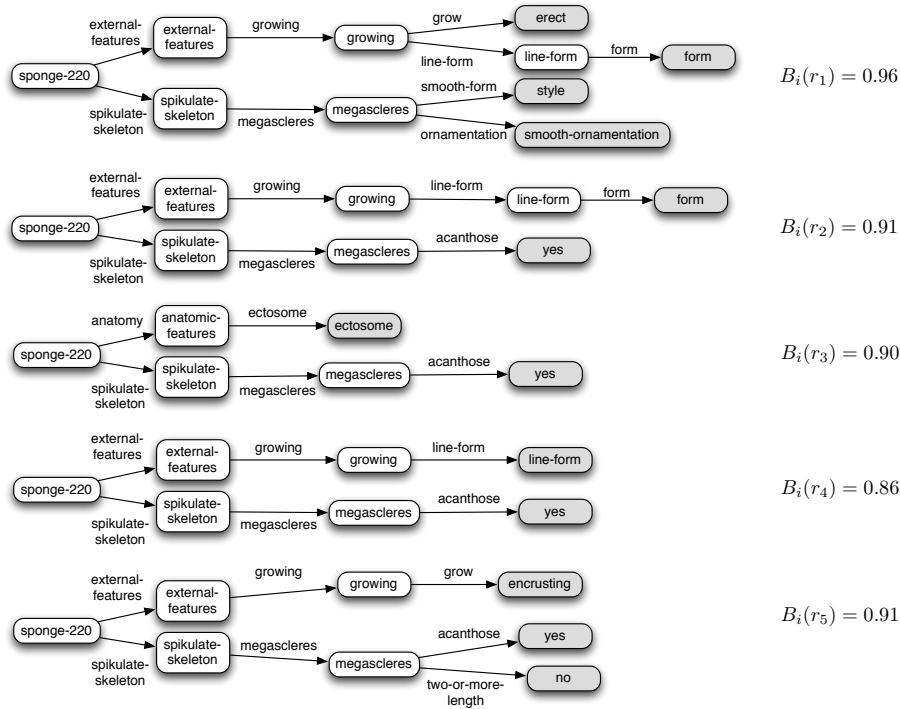 external-
features
sponge-220
external-
features
growing
growing
grow
erect
line-form
line-form
form
form
spikulate-
skeleton
spikulate-
skeleton
megascleres
megascleres
smooth-form
style
ornamentation
smooth-ornamentation
B_i(r_1) = 0.96
external-
features
sponge-220
external-
features
growing
growing
line-form
line-form
form
form
spikulate-
skeleton
spikulate-
skeleton
megascleres
megascleres
acanthose
yes
B_i(r_2) = 0.91
anatomy
sponge-220
anatomic-
features
ectosome
ectosome
spikulate-
skeleton
spikulate-
skeleton
megascleres
megascleres
acanthose
yes
B_i(r_3) = 0.90
external-
features
sponge-220
external-
features
growing
growing
line-form
line-form
spikulate-
skeleton
spikulate-
skeleton
megascleres
megascleres
acanthose
yes
B_i(r_4) = 0.86
external-
features
sponge-220
external-
features
growing
growing
grow
encrusting
spikulate-
skeleton
spikulate-
skeleton
megascleres
megascleres
acanthose
yes
two-or-more-
length
no
B_i(r_5) = 0.91